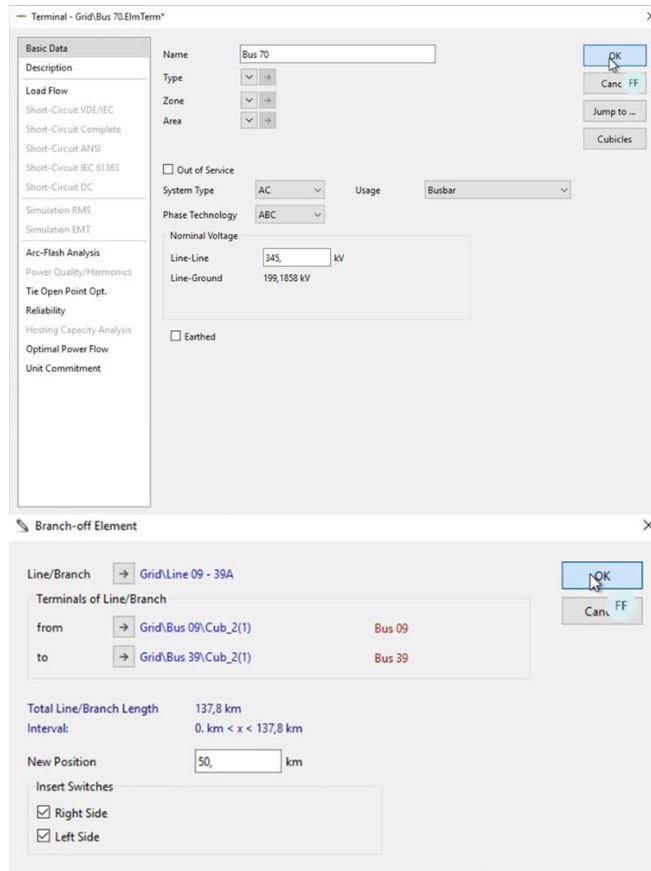 Terminal - Grid\Bus 70.ElmTerm*
Basic Data
Description
Load Flow
Short-Circuit VDE/IEC
Short-Circuit Complete
Short-Circuit ANSI
Short-Circuit IEC 61363
Short-Circuit DC
Simulation RMS
Simulation EMT
Arc-Flash Analysis
Power Quality/Harmonics
Tie Open Point Opt.
Reliability
Hosting Capacity Analysis
Optimal Power Flow
Unit Commitment
Name Bus 70
Type
Zone
Area
Out of Service
System Type AC Usage Busbar
Phase Technology ABC
Nominal Voltage
Line-Line 345, kV
Line-Ground 199,1858 kV
Earthed
OK
Canc FF
Jump to ...
Cubicles
Branch-off Element
Line/Branch Grid\Line 09 - 39A
Terminals of Line/Branch
from Grid\Bus 09\Cub_2(1) Bus 09
to Grid\Bus 39\Cub_2(1) Bus 39
Total Line/Branch Length 137,8 km
Interval: 0. km < x < 137,8 km
New Position 50, km
Insert Switches
Right Side
Left Side
OK
Canc FF